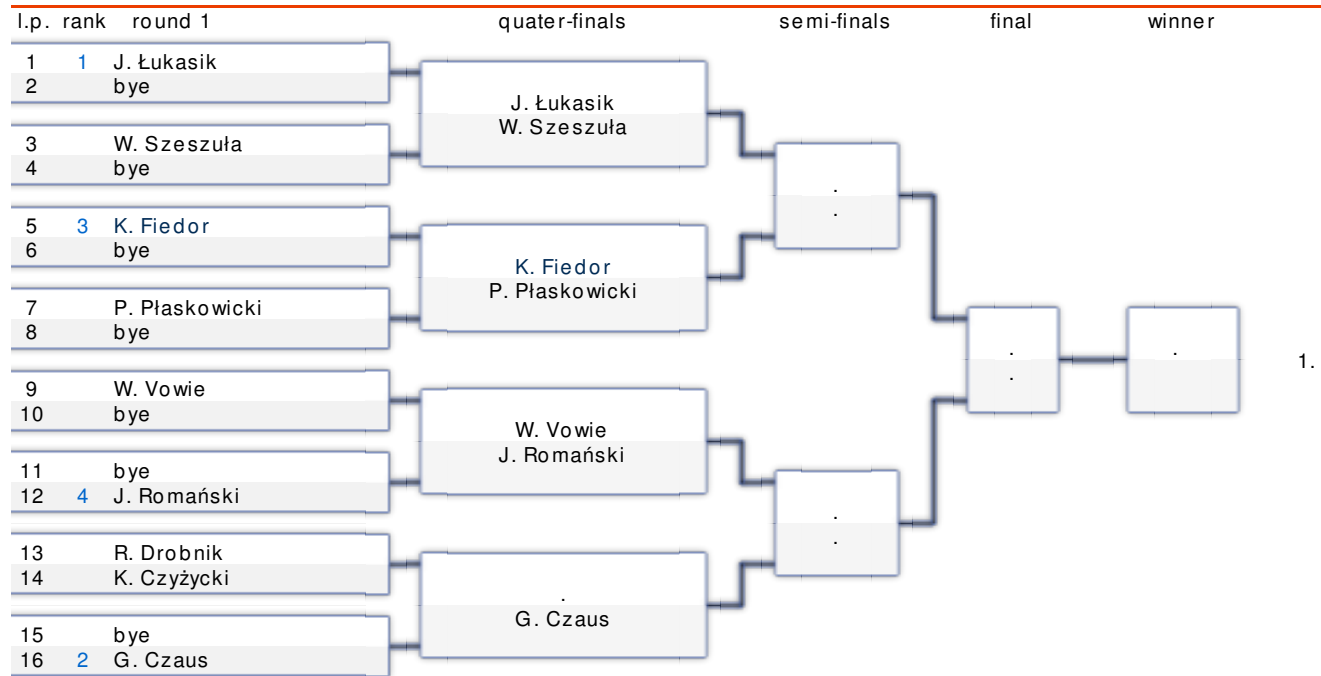 l.p. rank round 1 quater-finals semi-finals final winner
1 1 J. Łukasik
2 bye
J. Łukasik
W. Szeszuła
3 W. Szeszuła
4 bye
.
.
5 3 K. Fiedor
6 bye
K. Fiedor
P. Płaskowicki
7 P. Płaskowicki
8 bye
.
.
. 1.
9 W. Vowie
10 bye
W. Vowie
J. Romański
11 bye
12 4 J. Romański
.
.
13 R. Drobnik
14 K. Czyżycki
.
G. Czaus
15 bye
16 2 G. Czaus